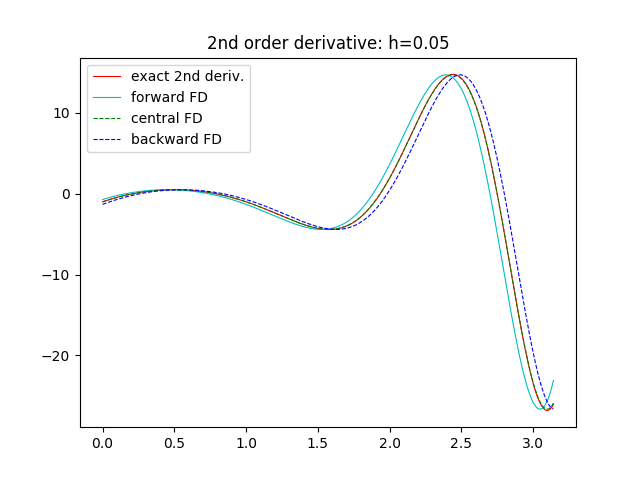 2nd order derivative: h=0.05
exact 2nd deriv.
forward FD
central FD
backward FD
10
0
−10
−20
0.0 0.5 1.0 1.5 2.0 2.5 3.0